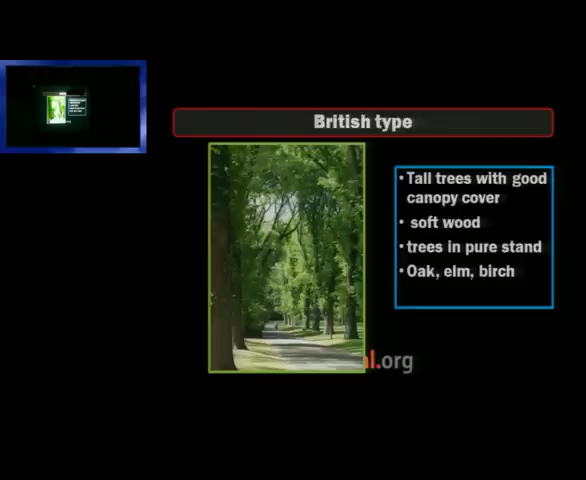 British type
• Tall trees with good
canopy cover
• soft wood
• trees in pure stand
• Oak, elm, birch
l.org